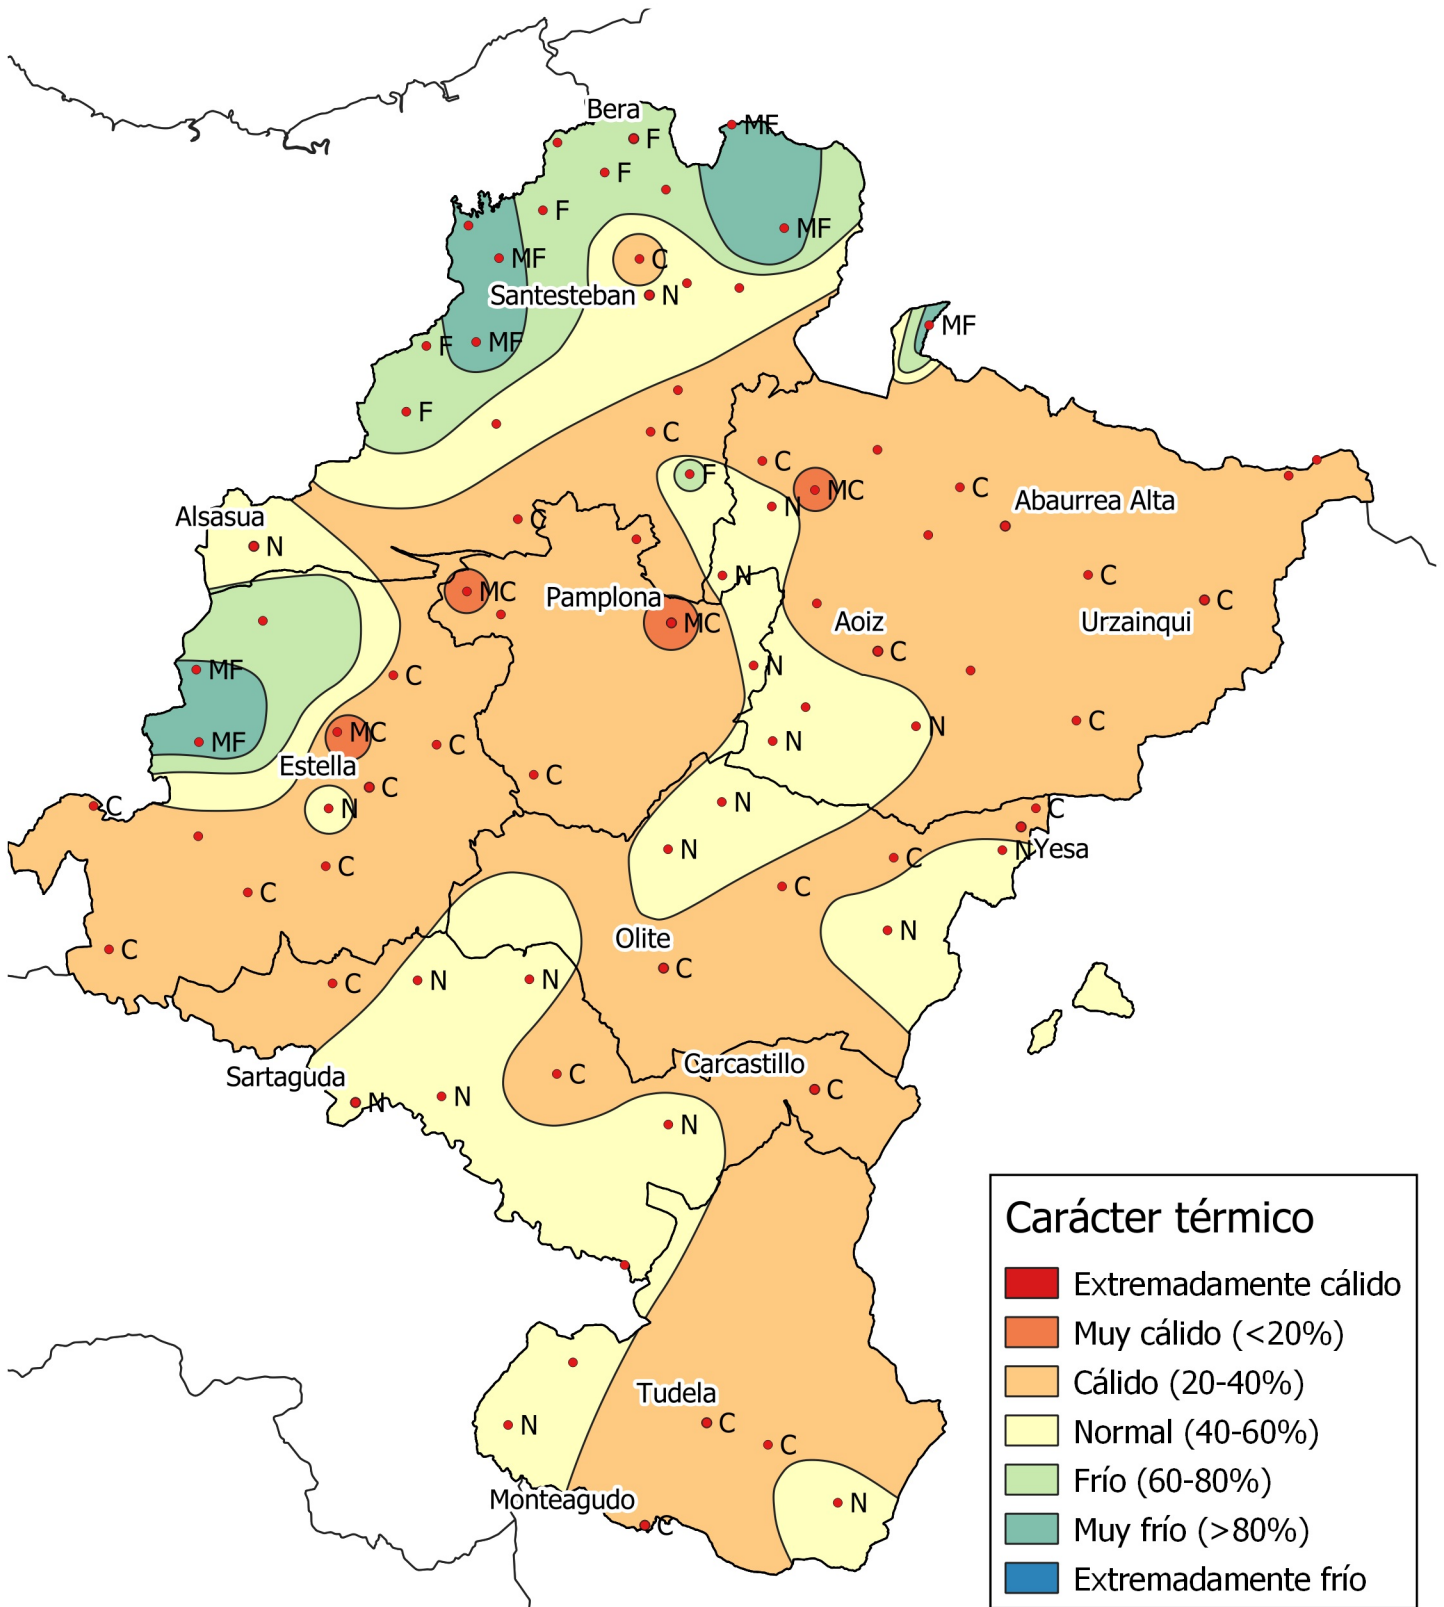 Bera
F
MF
F
F
MF
MF
C
Santesteban
N
MF
F
MF
F
C
F
C
MC
N
C
Abaurrea Alta
Alsasua
N
C
N
C
MC
Pamplona
MC
Aoiz
C
Urzainqui
C
MF
N
C
C
N
N
MF
MC
C
Estella
C
C
N
N
C
C
N
N
Yesa
C
C
C
C
N
Olite
C
C
C
N
N
Carcastillo
C
C
Sartaguda
N
N
N
Carácter térmico
Extremadamente cálido
Muy cálido (<20%)
Cálido (20-40%)
Normal (40-60%)
Frío (60-80%)
Muy frío (>80%)
Extremadamente frío
Tudela
C
N
C
Monteagudo
C
N